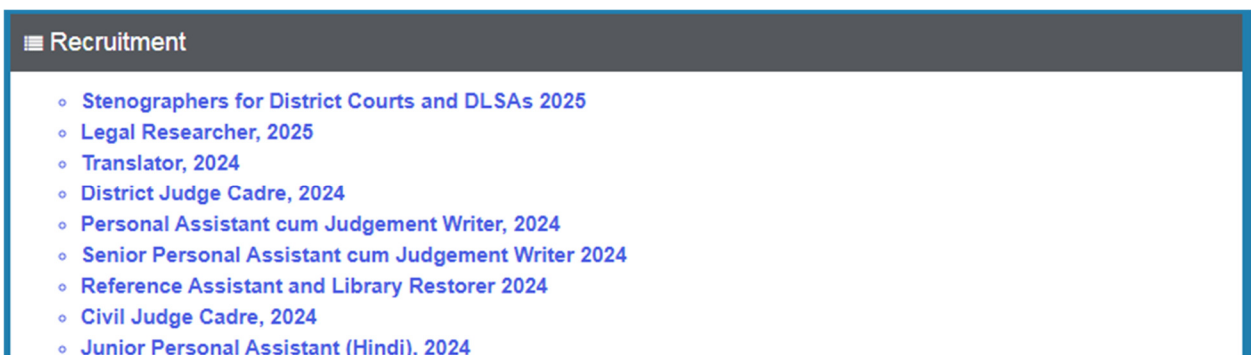 Recruitment
Stenographers for District Courts and DLSAs 2025
Legal Researcher, 2025
Translator, 2024
District Judge Cadre, 2024
Personal Assistant cum Judgement Writer, 2024
Senior Personal Assistant cum Judgement Writer 2024
Reference Assistant and Library Restorer 2024
Civil Judge Cadre, 2024
Junior Personal Assistant (Hindi), 2024